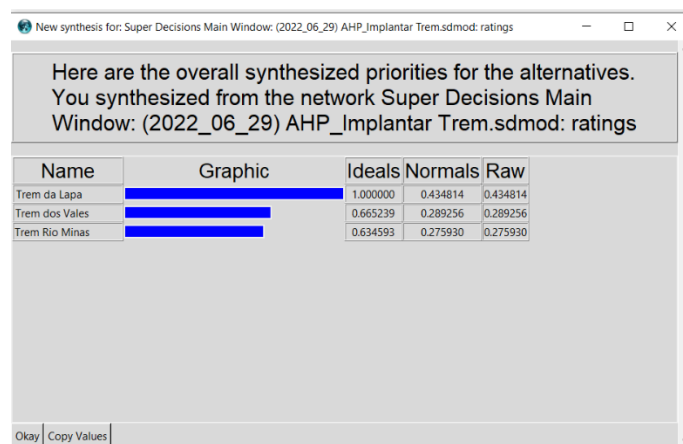 New synthesis for: Super Decisions Main Window: (2022_06_29) AHP_Implantar Trem.sdmod: ratings
Here are the overall synthesized priorities for the alternatives.
You synthesized from the network Super Decisions Main
Window: (2022_06_29) AHP_Implantar Trem.sdmod: ratings
Name Graphic Ideals Normals Raw
Trem da Lapa 1.000000 0.434814 0.434814
Trem dos Vales 0.665239 0.289256 0.289256
Trem Rio Minas 0.634593 0.275930 0.275930
Okay Copy Values